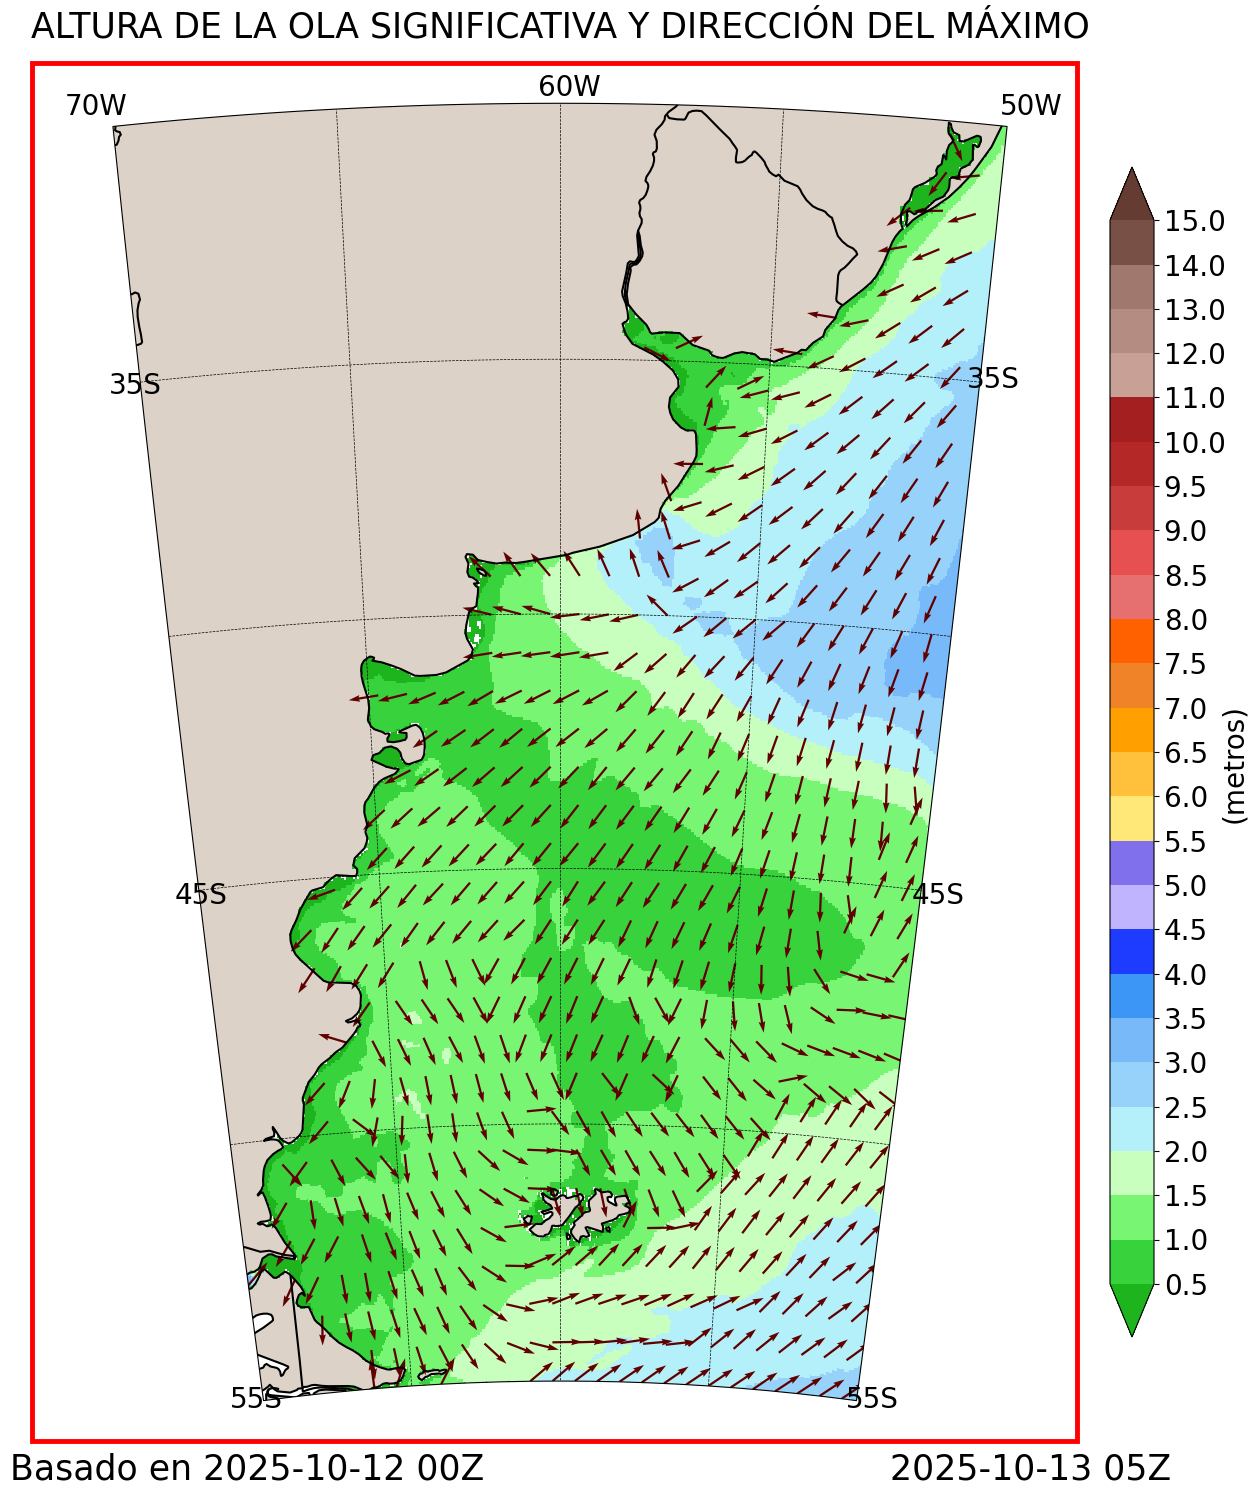 ALTURA DE LA OLA SIGNIFICATIVA Y DIRECCIÓN DEL MÁXIMO
70W
60W
50W
35S
35S
45S
45S
55S
55S
15.0
14.0
13.0
12.0
11.0
10.0
9.5
9.0
8.5
8.0
7.5
7.0
6.5
6.0
5.5
5.0
4.5
4.0
3.5
3.0
2.5
2.0
1.5
1.0
0.5
(metros)
Basado en 2025-10-12 00Z
2025-10-13 05Z